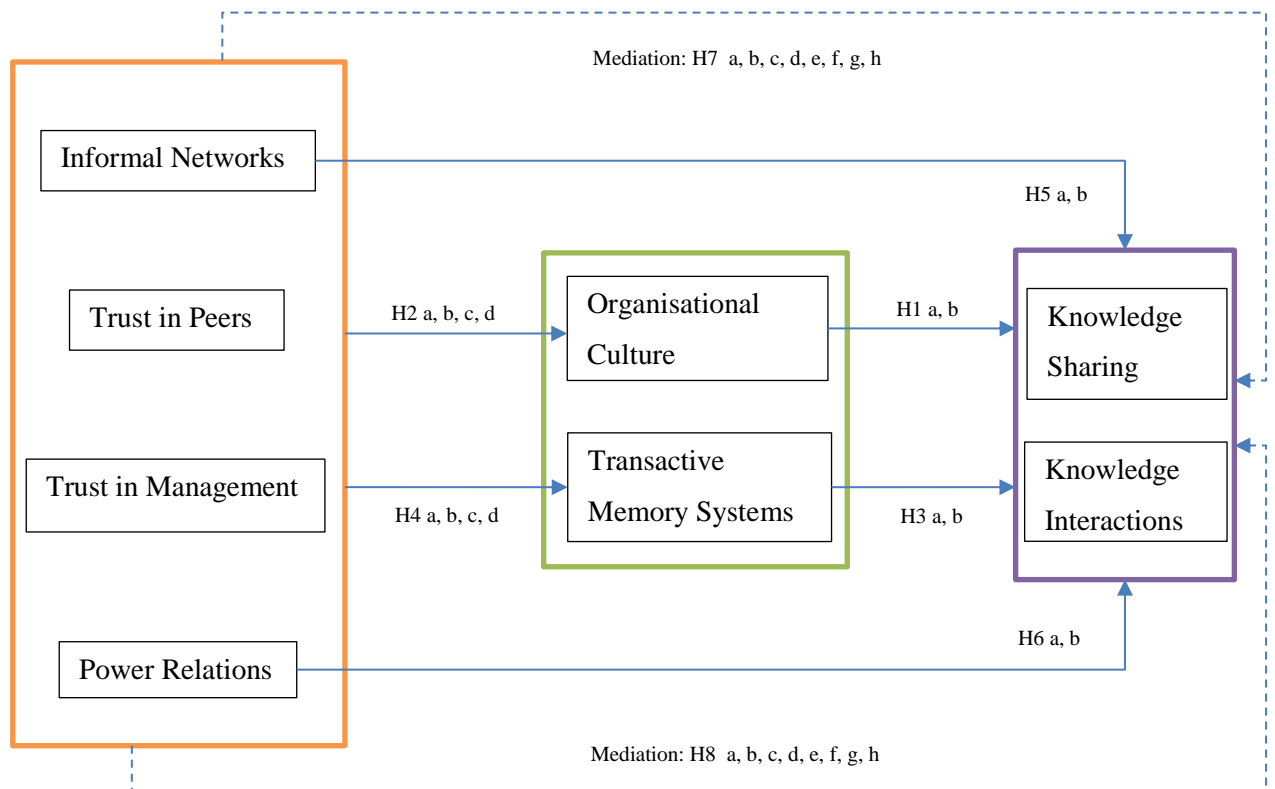 Mediation: H7 a, b, c, d, e, f, g, h
Informal Networks
H5 a, b
Trust in Peers
H2 a, b, c, d
Organisational
Culture
H1 a, b
Knowledge
Sharing
Trust in Management
H4 a, b, c, d
Transactive
Memory Systems
H3 a, b
Knowledge
Interactions
Power Relations
H6 a, b
Mediation: H8 a, b, c, d, e, f, g, h